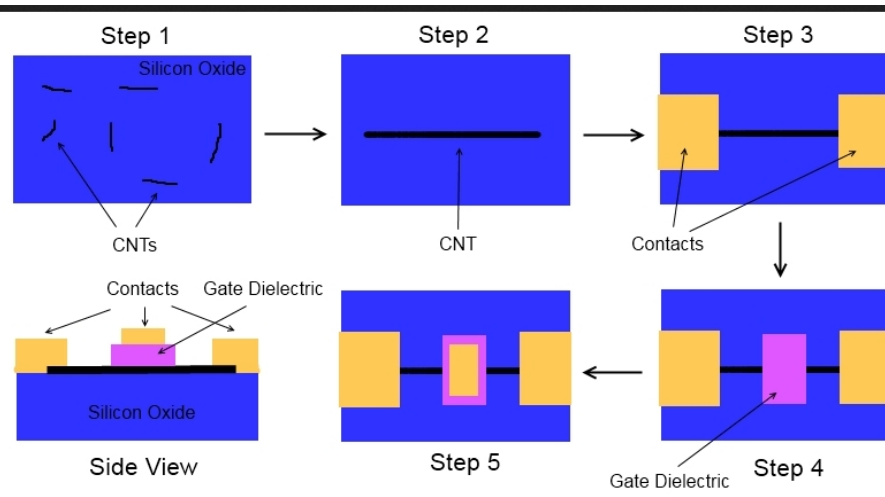 Step 1
Step 2
Step 3
Silicon Oxide
CNTs
CNT
Contacts
Contacts
Gate Dielectric
Silicon Oxide
Side View
Step 5
Step 4
Gate Dielectric